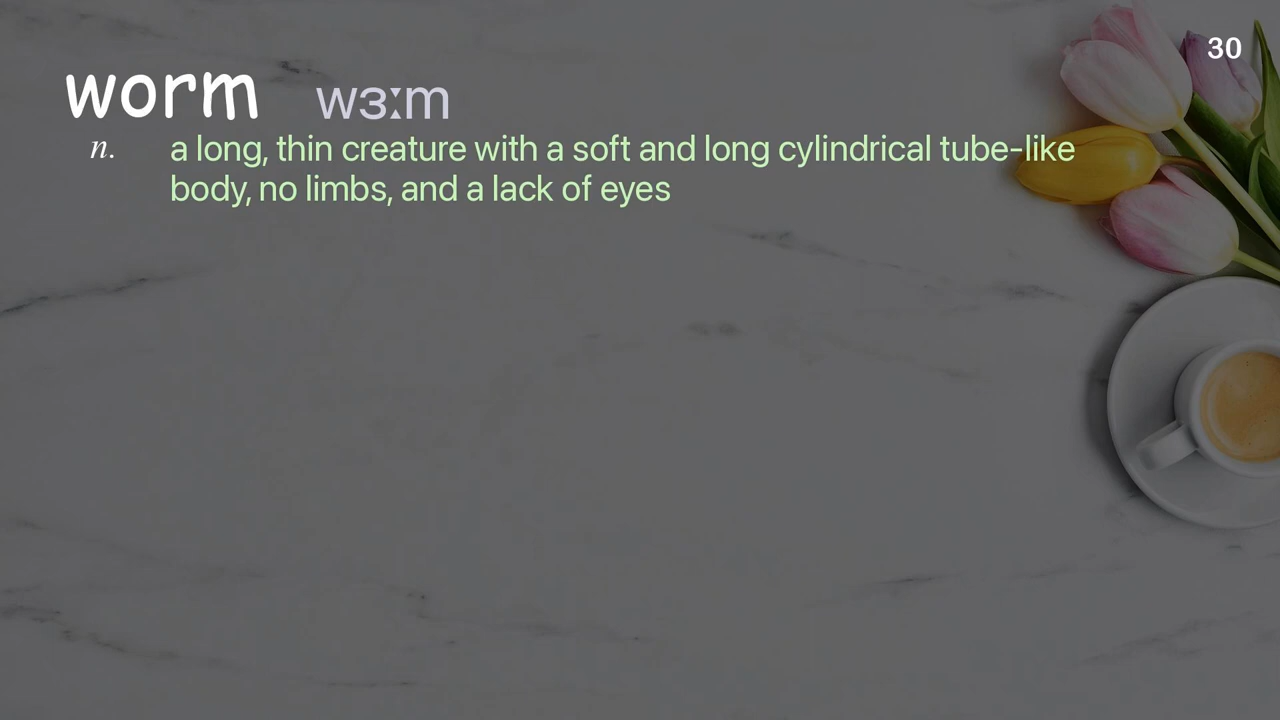 30
worm wɜːm
n. a long, thin creature with a soft and long cylindrical tube-like
body, no limbs, and a lack of eyes